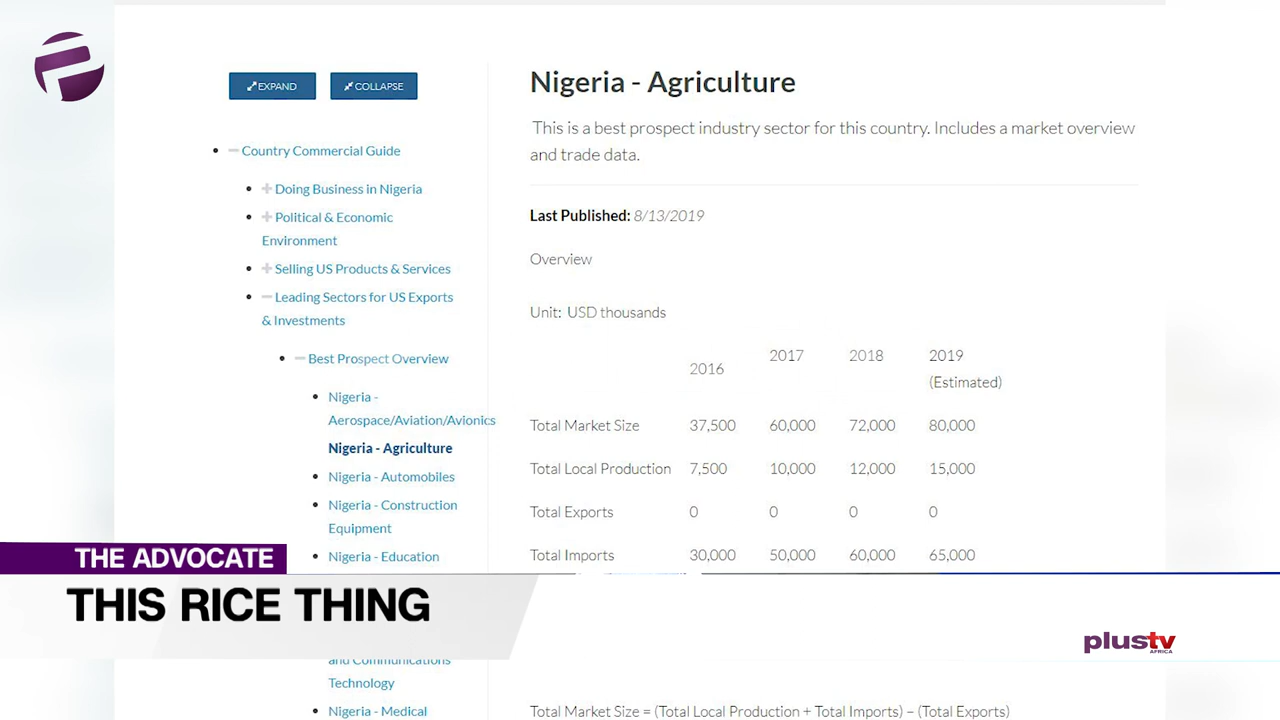 EXPAND
COLLAPSE
Country Commercial Guide
Doing Business in Nigeria
Political & Economic
Environment
Selling US Products & Services
Leading Sectors for US Exports
& Investments
Best Prospect Overview
Nigeria -
Aerospace/Aviation/Avionics
Nigeria - Agriculture
Nigeria - Automobiles
Nigeria - Construction
Equipment
Nigeria - Education
and Communications
Technology
Nigeria - Medical
Nigeria - Agriculture
This is a best prospect industry sector for this country. Includes a market overview
and trade data.
Last Published: 8/13/2019
Overview
Unit: USD thousands
2016 2017 2018 2019
(Estimated)
Total Market Size 37,500 60,000 72,000 80,000
Total Local Production 7,500 10,000 12,000 15,000
Total Exports 0 0 0 0
Total Imports 30,000 50,000 60,000 65,000
Total Market Size = (Total Local Production + Total Imports) – (Total Exports)
THE ADVOCATE
THIS RICE THING
plustv
AFRICA